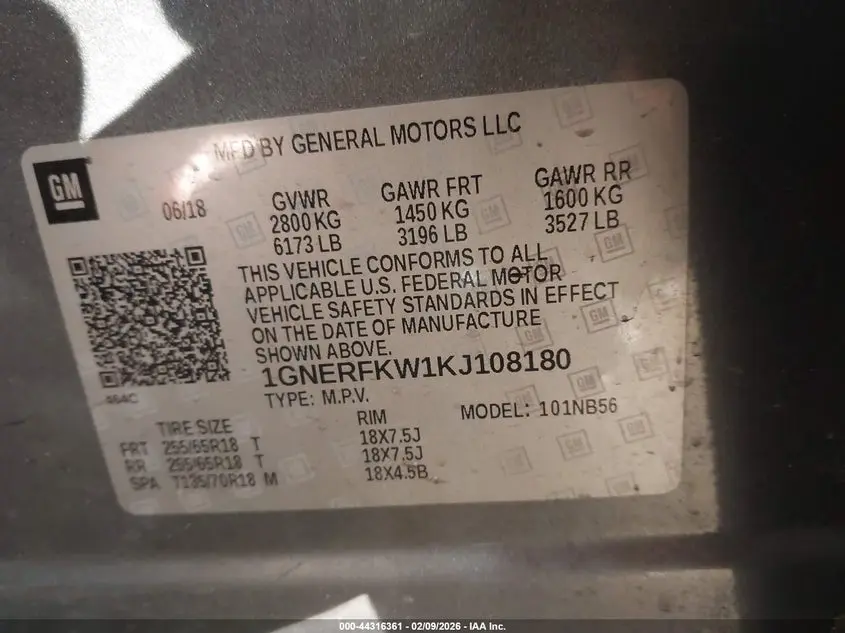 MFD BY GENERAL MOTORS LLC
GM
06/18
GVWR GAWR FRT GAWR RR
2800 KG 1450 KG 1600 KG
6173 LB 3196 LB 3527 LB
THIS VEHICLE CONFORMS TO ALL
APPLICABLE U.S. FEDERAL MOTOR
VEHICLE SAFETY STANDARDS IN EFFECT
ON THE DATE OF MANUFACTURE
SHOWN ABOVE.
1GNERFKW1KJ108180
TYPE: M.P.V. MODEL: 101NB56
TIRE SIZE RIM
FRT 255/65R18 T 18X7.5J
RR 255/65R18 T 18X7.5J
SPA T135/70R18 M 18X4.5B
000-44316361 - 02/09/2026 - IAA Inc.